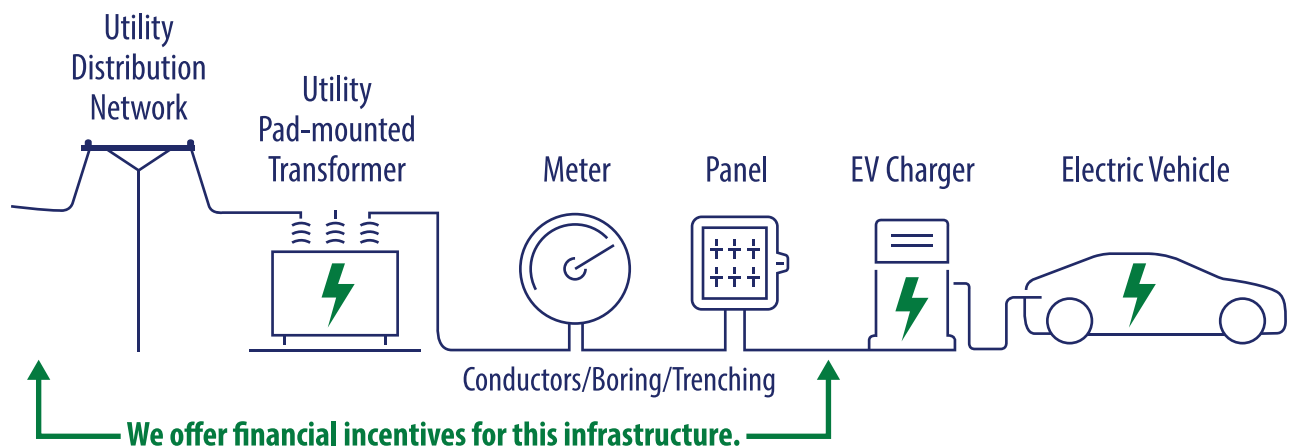 Utility
Distribution
Network
Utility
Pad-mounted
Transformer
Meter
Panel
EV Charger
Electric Vehicle
Conductors/Boring/Trenching
We offer financial incentives for this infrastructure.